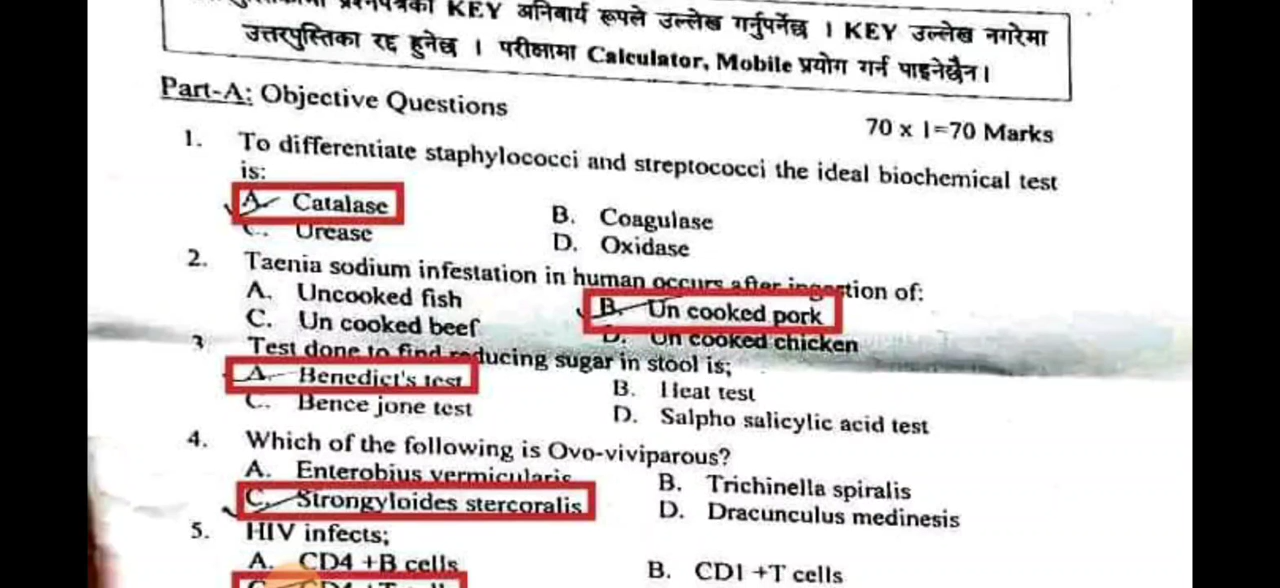 KEY अनिवार्य रूपले उल्लेख गर्नुपर्नेछ । KEY उल्लेख नगरेमा
उत्तरपुस्तिका रद्द हुनेछ । परीक्षामा Calculator, Mobile प्रयोग गर्न पाइनेछैन।
Part-A: Objective Questions
70 x 1=70 Marks
1. To differentiate staphylococci and streptococci the ideal biochemical test
is:
A. Catalase B. Coagulase
C. Urease D. Oxidase
2. Taenia sodium infestation in human occurs after ingestion of:
A. Uncooked fish B. Un cooked pork
C. Un cooked beef D. Un cooked chicken
3 Test done to find reducing sugar in stool is;
A. Benedict's test B. Heat test
C. Bence jone test D. Salpho salicylic acid test
4. Which of the following is Ovo-viviparous?
A. Enterobius vermicularis B. Trichinella spiralis
C. Strongyloides stercoralis D. Dracunculus medinesis
5. HIV infects;
A. CD4 +B cells B. CD1 +T cells